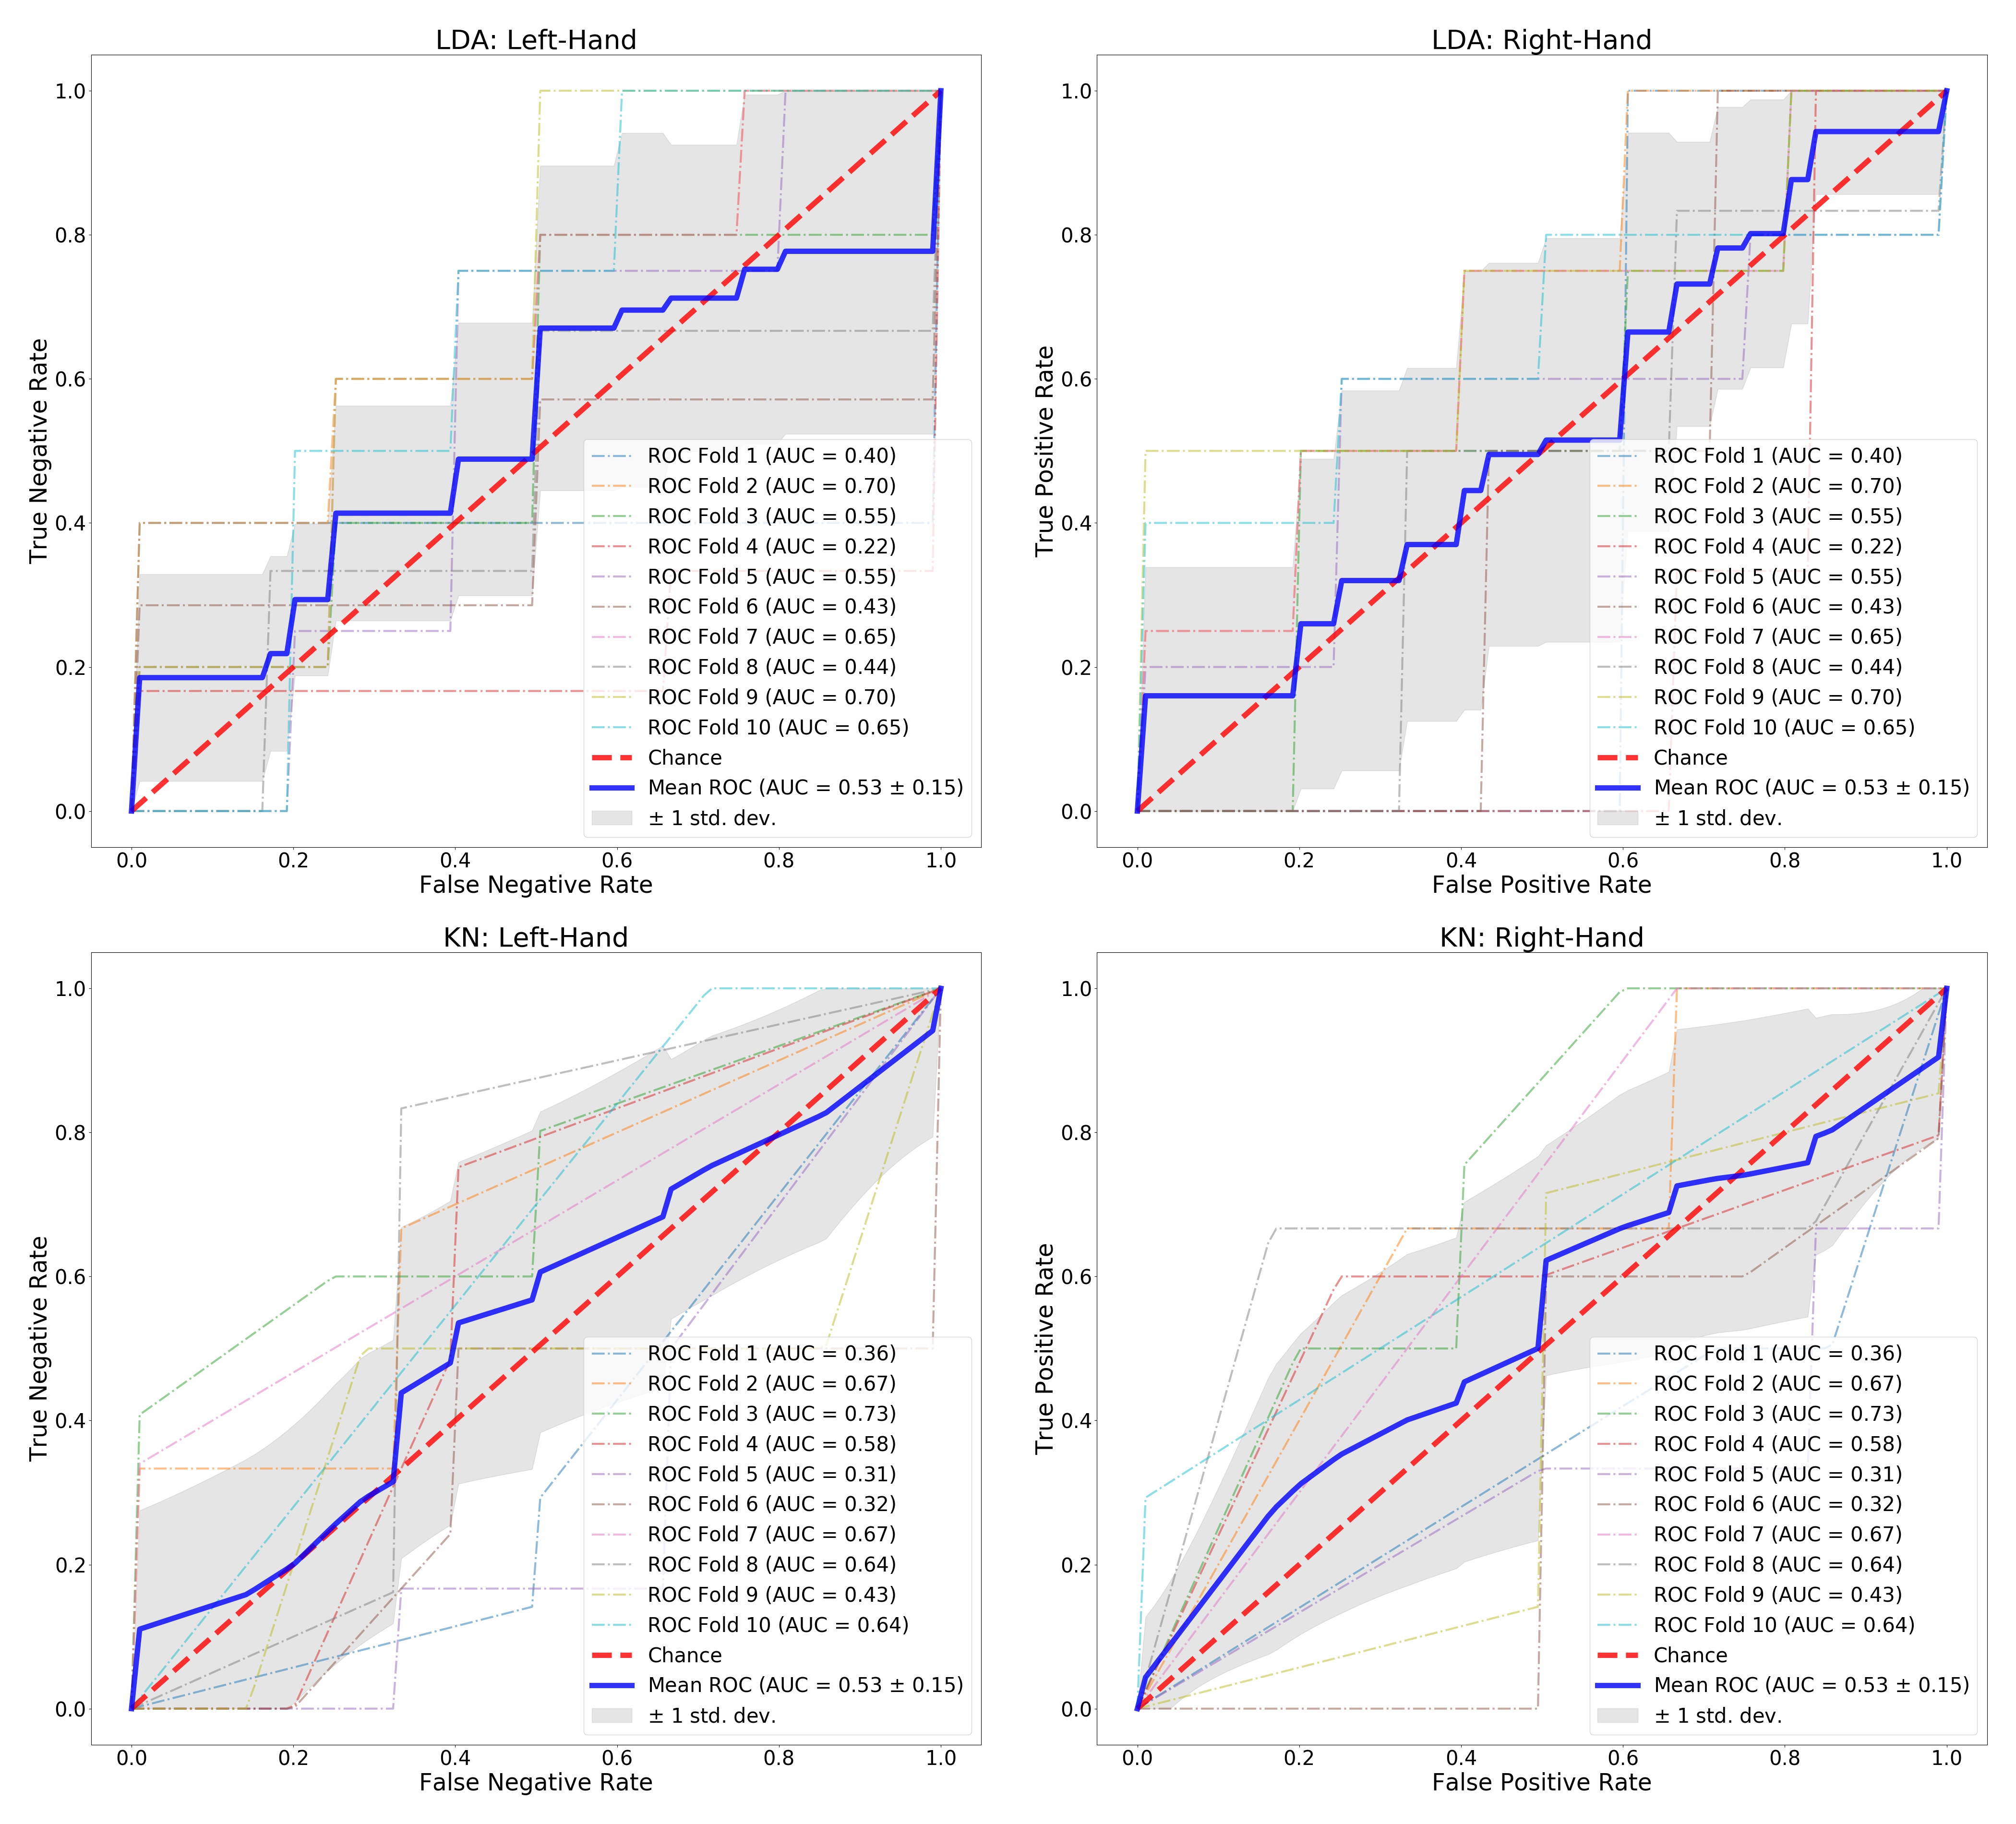 LDA: Left-Hand
True Negative Rate
1.0
0.8
0.6
0.4
0.2
0.0
ROC Fold 1 (AUC = 0.40)
ROC Fold 2 (AUC = 0.70)
ROC Fold 3 (AUC = 0.55)
ROC Fold 4 (AUC = 0.22)
ROC Fold 5 (AUC = 0.55)
ROC Fold 6 (AUC = 0.43)
ROC Fold 7 (AUC = 0.65)
ROC Fold 8 (AUC = 0.44)
ROC Fold 9 (AUC = 0.70)
ROC Fold 10 (AUC = 0.65)
Chance
Mean ROC (AUC = 0.53 ± 0.15)
± 1 std. dev.
0.0 0.2 0.4 0.6 0.8 1.0
False Negative Rate
LDA: Right-Hand
True Positive Rate
1.0
0.8
0.6
0.4
0.2
0.0
ROC Fold 1 (AUC = 0.40)
ROC Fold 2 (AUC = 0.70)
ROC Fold 3 (AUC = 0.55)
ROC Fold 4 (AUC = 0.22)
ROC Fold 5 (AUC = 0.55)
ROC Fold 6 (AUC = 0.43)
ROC Fold 7 (AUC = 0.65)
ROC Fold 8 (AUC = 0.44)
ROC Fold 9 (AUC = 0.70)
ROC Fold 10 (AUC = 0.65)
Chance
Mean ROC (AUC = 0.53 ± 0.15)
± 1 std. dev.
0.0 0.2 0.4 0.6 0.8 1.0
False Positive Rate
KN: Left-Hand
True Negative Rate
1.0
0.8
0.6
0.4
0.2
0.0
ROC Fold 1 (AUC = 0.36)
ROC Fold 2 (AUC = 0.67)
ROC Fold 3 (AUC = 0.73)
ROC Fold 4 (AUC = 0.58)
ROC Fold 5 (AUC = 0.31)
ROC Fold 6 (AUC = 0.32)
ROC Fold 7 (AUC = 0.67)
ROC Fold 8 (AUC = 0.64)
ROC Fold 9 (AUC = 0.43)
ROC Fold 10 (AUC = 0.64)
Chance
Mean ROC (AUC = 0.53 ± 0.15)
± 1 std. dev.
0.0 0.2 0.4 0.6 0.8 1.0
False Negative Rate
KN: Right-Hand
True Positive Rate
1.0
0.8
0.6
0.4
0.2
0.0
ROC Fold 1 (AUC = 0.36)
ROC Fold 2 (AUC = 0.67)
ROC Fold 3 (AUC = 0.73)
ROC Fold 4 (AUC = 0.58)
ROC Fold 5 (AUC = 0.31)
ROC Fold 6 (AUC = 0.32)
ROC Fold 7 (AUC = 0.67)
ROC Fold 8 (AUC = 0.64)
ROC Fold 9 (AUC = 0.43)
ROC Fold 10 (AUC = 0.64)
Chance
Mean ROC (AUC = 0.53 ± 0.15)
± 1 std. dev.
0.0 0.2 0.4 0.6 0.8 1.0
False Positive Rate